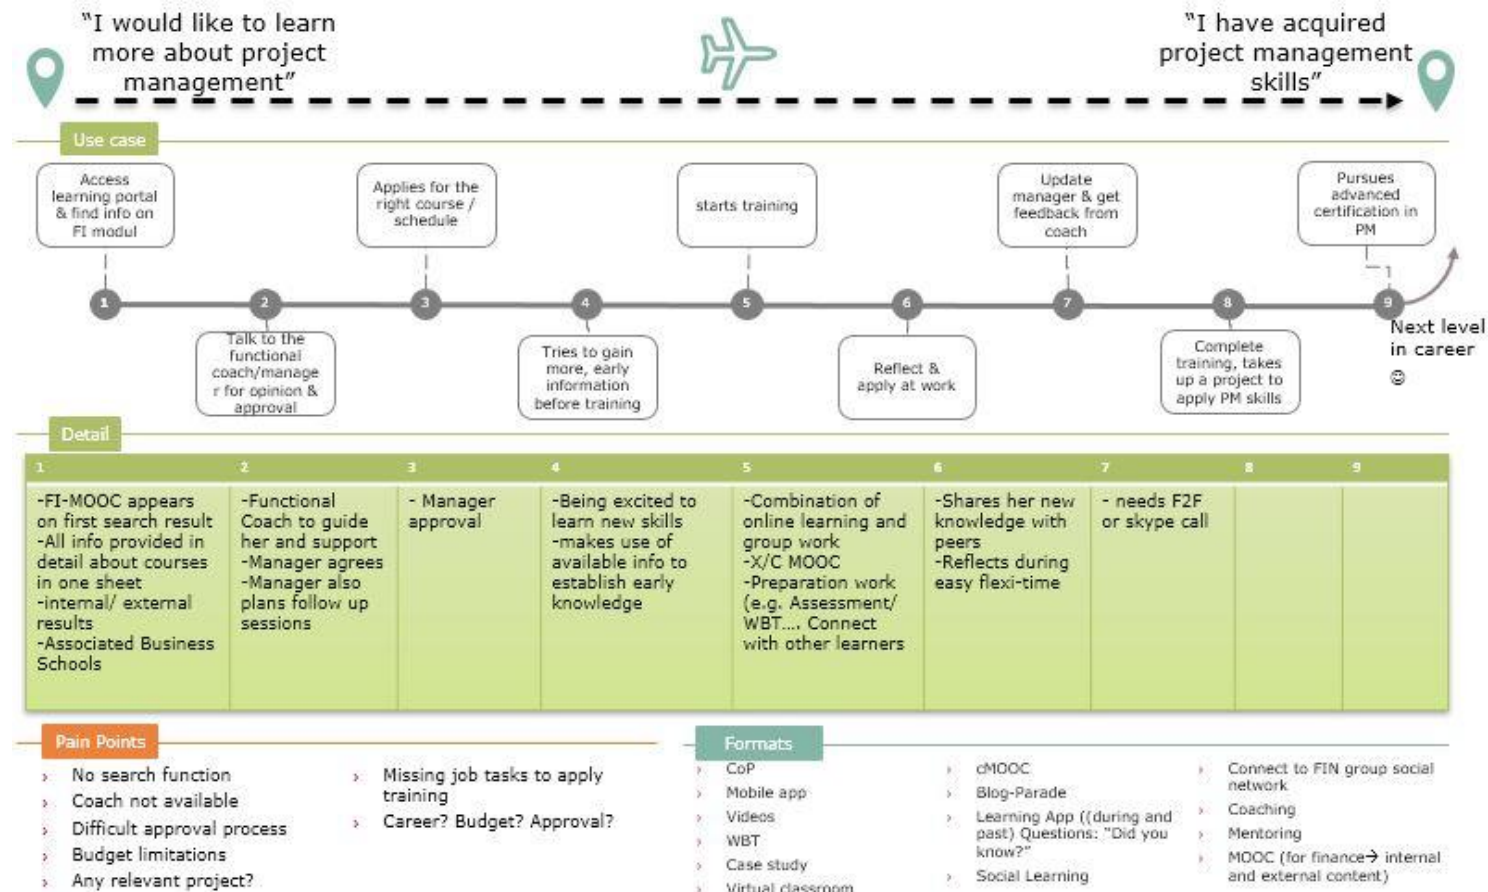 "I would like to learn
more about project
management"
"I have acquired
project management
skills"
Use case
Access
learning portal
& find info on
FI modul
Applies for the
right course /
schedule
starts training
Update
manager & get
feedback from
coach
Pursues
advanced
certification in
PM
1
2
3
4
5
6
7
8
9
Talk to the
functional
coach/manage
r for opinion &
approval
Tries to gain
more, early
information
before training
Reflect &
apply at work
Complete
training, takes
up a project to
apply PM skills
Next level
in career
☺
Detail
1
2
3
4
5
6
7
8
9
-FI-MOOC appears
on first search result
-All info provided in
detail about courses
in one sheet
-internal/ external
results
-Associated Business
Schools
-Functional
Coach to guide
her and support
-Manager agrees
-Manager also
plans follow up
sessions
- Manager
approval
-Being excited to
learn new skills
-makes use of
available info to
establish early
knowledge
-Combination of
online learning and
group work
-X/C MOOC
-Preparation work
(e.g. Assessment/
WBT.... Connect
with other learners
-Shares her new
knowledge with
peers
-Reflects during
easy flexi-time
- needs F2F
or skype call
Pain Points
› No search function
› Coach not available
› Difficult approval process
› Budget limitations
› Any relevant project?
› Missing job tasks to apply
training
› Career? Budget? Approval?
Formats
› CoP
› Mobile app
› Videos
› WBT
› Case study
› Virtual classroom
› cMOOC
› Blog-Parade
› Learning App ((during and
past) Questions: "Did you
know?"
› Social Learning
› Connect to FIN group social
network
› Coaching
› Mentoring
› MOOC (for finance→ internal
and external content)